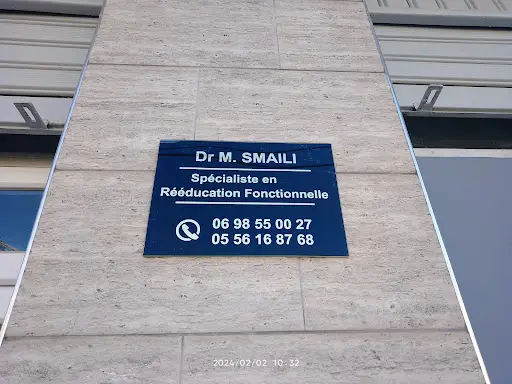 Dr M. SMAILI
Spécialiste en
Rééducation Fonctionnelle
06 98 55 00 27
05 56 16 87 68
2024/02/02 10:32